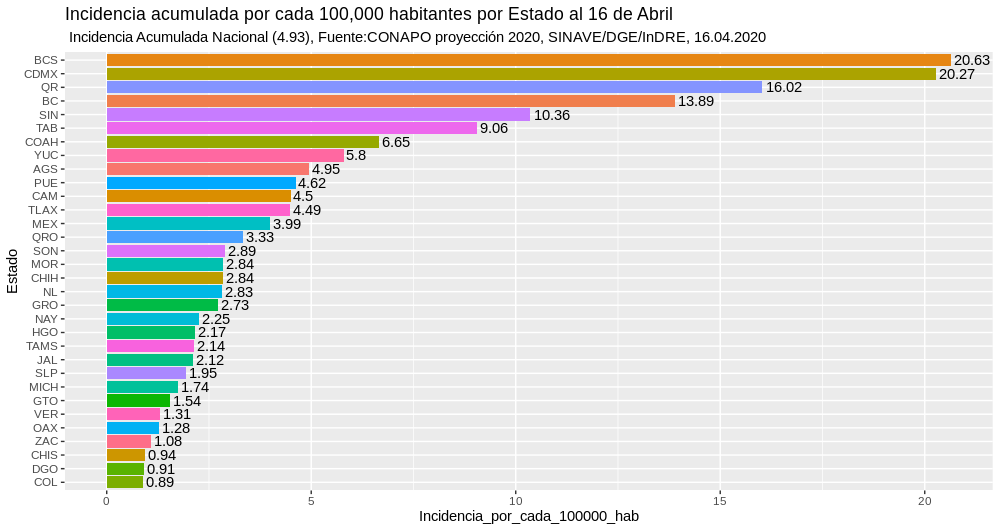 Incidencia acumulada por cada 100,000 habitantes por Estado al 16 de Abril
Incidencia Acumulada Nacional (4.93), Fuente:CONAPO proyección 2020, SINAVE/DGE/InDRE, 16.04.2020
Estado
BCS 20.63
CDMX 20.27
QR 16.02
BC 13.89
SIN 10.36
TAB 9.06
COAH 6.65
YUC 5.8
AGS 4.95
PUE 4.62
CAM 4.5
TLAX 4.49
MEX 3.99
QRO 3.33
SON 2.89
MOR 2.84
CHIH 2.84
NL 2.83
GRO 2.73
NAY 2.25
HGO 2.17
TAMS 2.14
JAL 2.12
SLP 1.95
MICH 1.74
GTO 1.54
VER 1.31
OAX 1.28
ZAC 1.08
CHIS 0.94
DGO 0.91
COL 0.89
0 5 10 15 20
Incidencia_por_cada_100000_hab